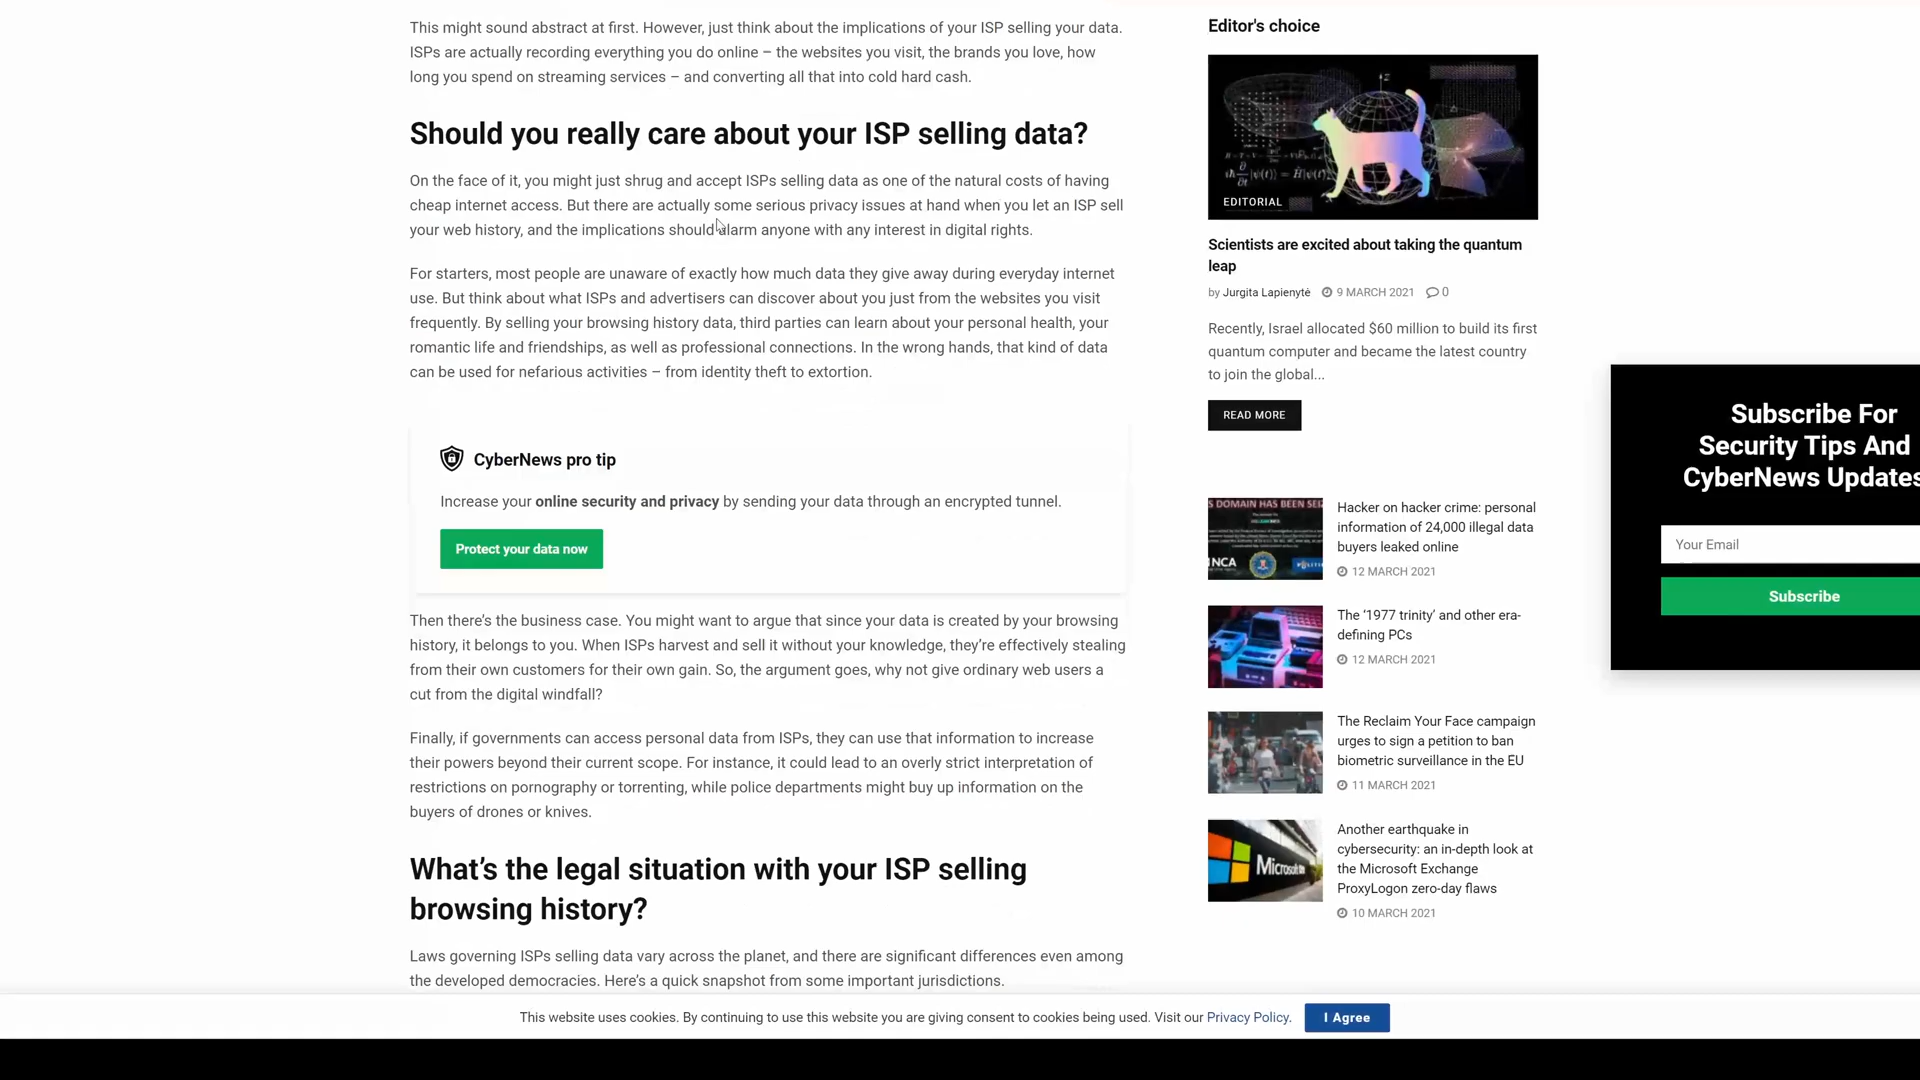 This might sound abstract at first. However, just think about the implications of your ISP selling your data.
ISPs are actually recording everything you do online – the websites you visit, the brands you love, how
long you spend on streaming services – and converting all that into cold hard cash.
Should you really care about your ISP selling data?
On the face of it, you might just shrug and accept ISPs selling data as one of the natural costs of having
cheap internet access. But there are actually some serious privacy issues at hand when you let an ISP sell
your web history, and the implications should alarm anyone with any interest in digital rights.
For starters, most people are unaware of exactly how much data they give away during everyday internet
use. But think about what ISPs and advertisers can discover about you just from the websites you visit
frequently. By selling your browsing history data, third parties can learn about your personal health, your
romantic life and friendships, as well as professional connections. In the wrong hands, that kind of data
can be used for nefarious activities – from identity theft to extortion.
CyberNews pro tip
Increase your online security and privacy by sending your data through an encrypted tunnel.
Protect your data now
Then there’s the business case. You might want to argue that since your data is created by your browsing
history, it belongs to you. When ISPs harvest and sell it without your knowledge, they’re effectively stealing
from their own customers for their own gain. So, the argument goes, why not give ordinary web users a
cut from the digital windfall?
Finally, if governments can access personal data from ISPs, they can use that information to increase
their powers beyond their current scope. For instance, it could lead to an overly strict interpretation of
restrictions on pornography or torrenting, while police departments might buy up information on the
buyers of drones or knives.
What’s the legal situation with your ISP selling
browsing history?
Laws governing ISPs selling data vary across the planet, and there are significant differences even among
the developed democracies. Here’s a quick snapshot from some important jurisdictions.
Editor's choice
EDITORIAL
Scientists are excited about taking the quantum
leap
by Jurgita Lapienytė 9 MARCH 2021 0
Recently, Israel allocated $60 million to build its first
quantum computer and became the latest country
to join the global...
READ MORE
S DOMAIN HAS BEEN SEI
NCA
Hacker on hacker crime: personal
information of 24,000 illegal data
buyers leaked online
12 MARCH 2021
The ‘1977 trinity’ and other era-
defining PCs
12 MARCH 2021
The Reclaim Your Face campaign
urges to sign a petition to ban
biometric surveillance in the EU
11 MARCH 2021
Microsoft
Another earthquake in
cybersecurity: an in-depth look at
the Microsoft Exchange
ProxyLogon zero-day flaws
10 MARCH 2021
Subscribe For
Security Tips And
CyberNews Updates
Your Email
Subscribe
This website uses cookies. By continuing to use this website you are giving consent to cookies being used. Visit our Privacy Policy.
I Agree